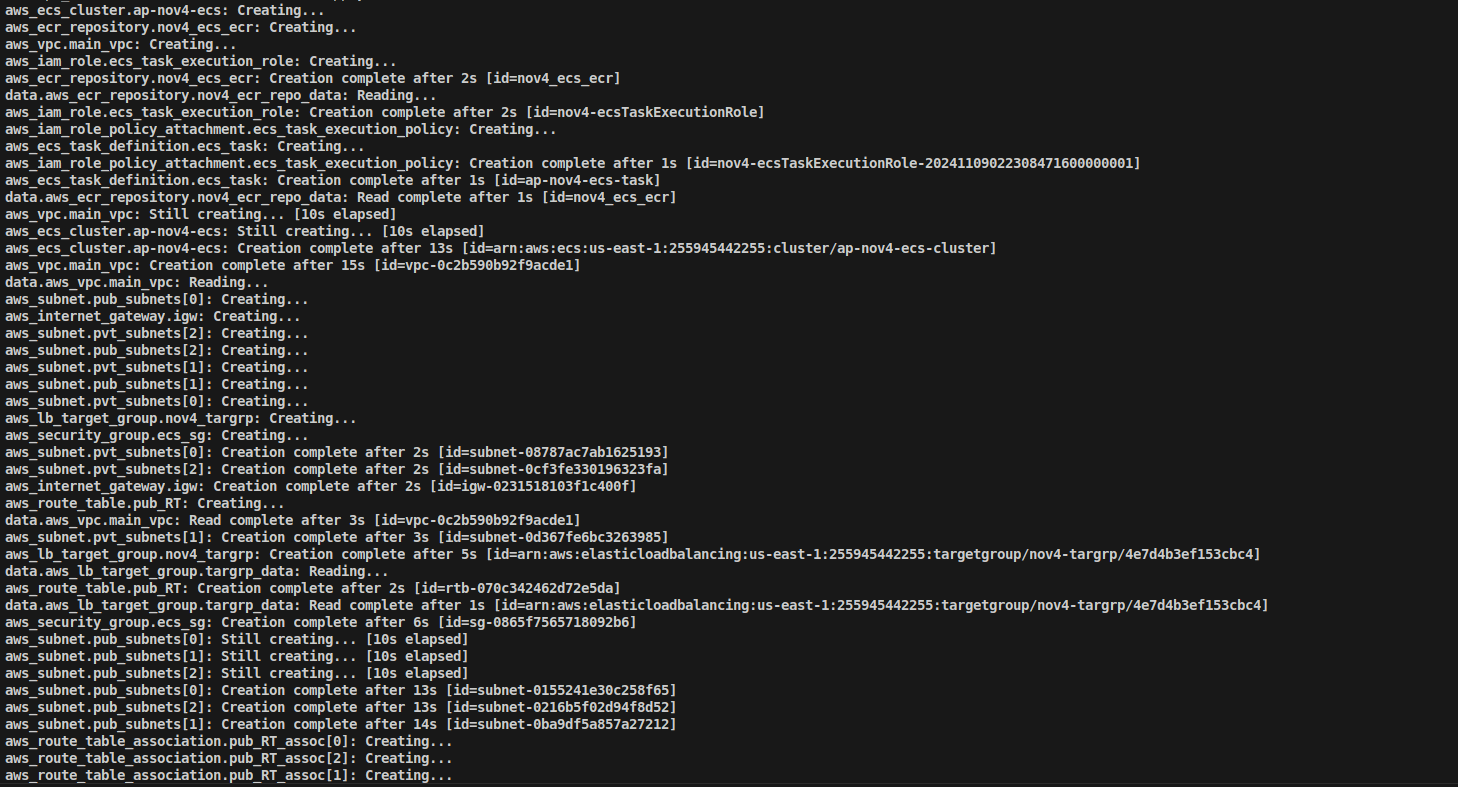 aws_ecs_cluster.ap-nov4-ecs: Creating...
aws_ecr_repository.nov4_ecs_ecr: Creating...
aws_vpc.main_vpc: Creating...
aws_iam_role.ecs_task_execution_role: Creating...
aws_ecr_repository.nov4_ecs_ecr: Creation complete after 2s [id=nov4_ecs_ecr]
data.aws_ecr_repository.nov4_ecr_repo_data: Reading...
aws_iam_role.ecs_task_execution_role: Creation complete after 2s [id=nov4-ecsTaskExecutionRole]
aws_iam_role_policy_attachment.ecs_task_execution_policy: Creating...
aws_ecs_task_definition.ecs_task: Creating...
aws_iam_role_policy_attachment.ecs_task_execution_policy: Creation complete after 1s [id=nov4-ecsTaskExecutionRole-20241109022308471600000001]
aws_ecs_task_definition.ecs_task: Creation complete after 1s [id=ap-nov4-ecs-task]
data.aws_ecr_repository.nov4_ecr_repo_data: Read complete after 1s [id=nov4_ecs_ecr]
aws_vpc.main_vpc: Still creating... [10s elapsed]
aws_ecs_cluster.ap-nov4-ecs: Still creating... [10s elapsed]
aws_ecs_cluster.ap-nov4-ecs: Creation complete after 13s [id=arn:aws:ecs:us-east-1:255945442255:cluster/ap-nov4-ecs-cluster]
aws_vpc.main_vpc: Creation complete after 15s [id=vpc-0c2b590b92f9acde1]
data.aws_vpc.main_vpc: Reading...
aws_subnet.pub_subnets[0]: Creating...
aws_internet_gateway.igw: Creating...
aws_subnet.pvt_subnets[2]: Creating...
aws_subnet.pub_subnets[2]: Creating...
aws_subnet.pvt_subnets[1]: Creating...
aws_subnet.pub_subnets[1]: Creating...
aws_subnet.pvt_subnets[0]: Creating...
aws_lb_target_group.nov4_targrp: Creating...
aws_security_group.ecs_sg: Creating...
aws_subnet.pvt_subnets[0]: Creation complete after 2s [id=subnet-08787ac7ab1625193]
aws_subnet.pvt_subnets[2]: Creation complete after 2s [id=subnet-0cf3fe330196323fa]
aws_internet_gateway.igw: Creation complete after 2s [id=igw-0231518103f1c400f]
aws_route_table.pub_RT: Creating...
data.aws_vpc.main_vpc: Read complete after 3s [id=vpc-0c2b590b92f9acde1]
aws_subnet.pvt_subnets[1]: Creation complete after 3s [id=subnet-0d367fe6bc3263985]
aws_lb_target_group.nov4_targrp: Creation complete after 5s [id=arn:aws:elasticloadbalancing:us-east-1:255945442255:targetgroup/nov4-targrp/4e7d4b3ef153cbc4]
data.aws_lb_target_group.targrp_data: Reading...
aws_route_table.pub_RT: Creation complete after 2s [id=rtb-070c342462d72e5da]
data.aws_lb_target_group.targrp_data: Read complete after 1s [id=arn:aws:elasticloadbalancing:us-east-1:255945442255:targetgroup/nov4-targrp/4e7d4b3ef153cbc4]
aws_security_group.ecs_sg: Creation complete after 6s [id=sg-0865f7565718092b6]
aws_subnet.pub_subnets[0]: Still creating... [10s elapsed]
aws_subnet.pub_subnets[1]: Still creating... [10s elapsed]
aws_subnet.pub_subnets[2]: Still creating... [10s elapsed]
aws_subnet.pub_subnets[0]: Creation complete after 13s [id=subnet-0155241e30c258f65]
aws_subnet.pub_subnets[2]: Creation complete after 13s [id=subnet-0216b5f02d94f8d52]
aws_subnet.pub_subnets[1]: Creation complete after 14s [id=subnet-0ba9df5a857a27212]
aws_route_table_association.pub_RT_assoc[0]: Creating...
aws_route_table_association.pub_RT_assoc[2]: Creating...
aws_route_table_association.pub_RT_assoc[1]: Creating...